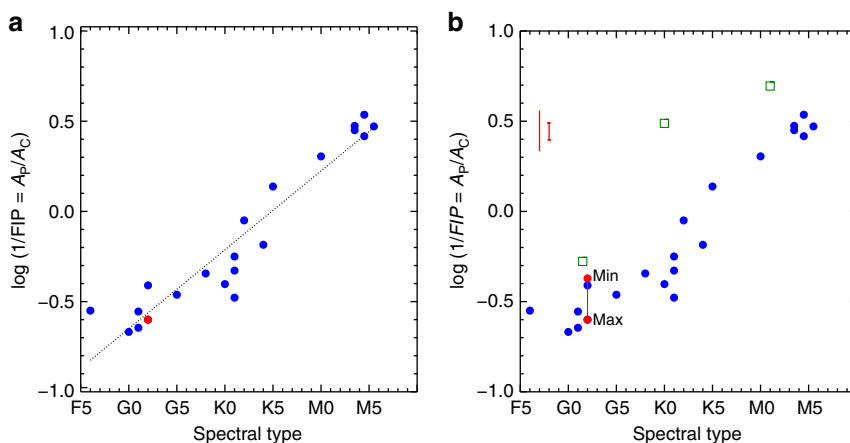 a
1.0
0.5
0.0
−0.5
−1.0
log (1/FIP = A_P/A_C)
F5 G0 G5 K0 K5 M0 M5
Spectral type
b
1.0
0.5
0.0
−0.5
−1.0
log (1/FIP = A_P/A_C)
Min
Max
F5 G0 G5 K0 K5 M0 M5
Spectral type